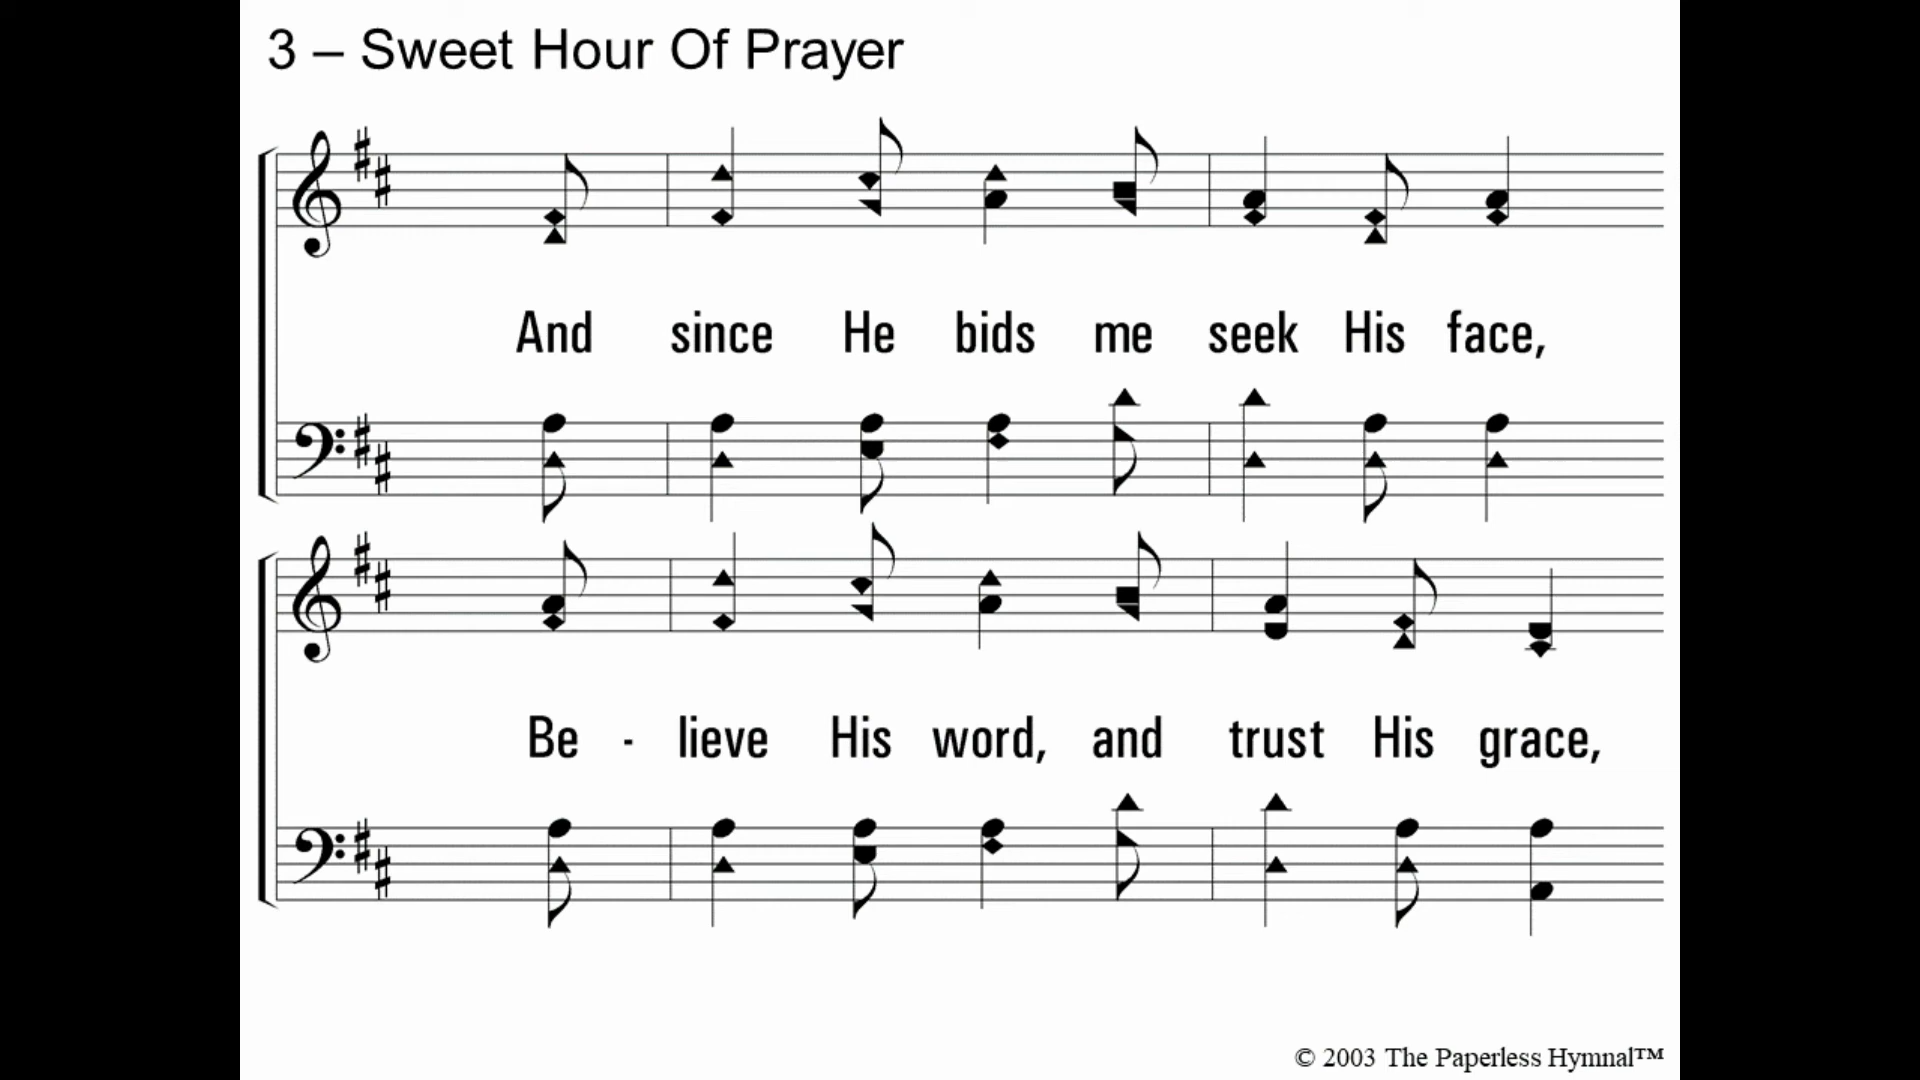 3 – Sweet Hour Of Prayer
And since He bids me seek His face,
Be - lieve His word, and trust His grace,
© 2003 The Paperless Hymnal™